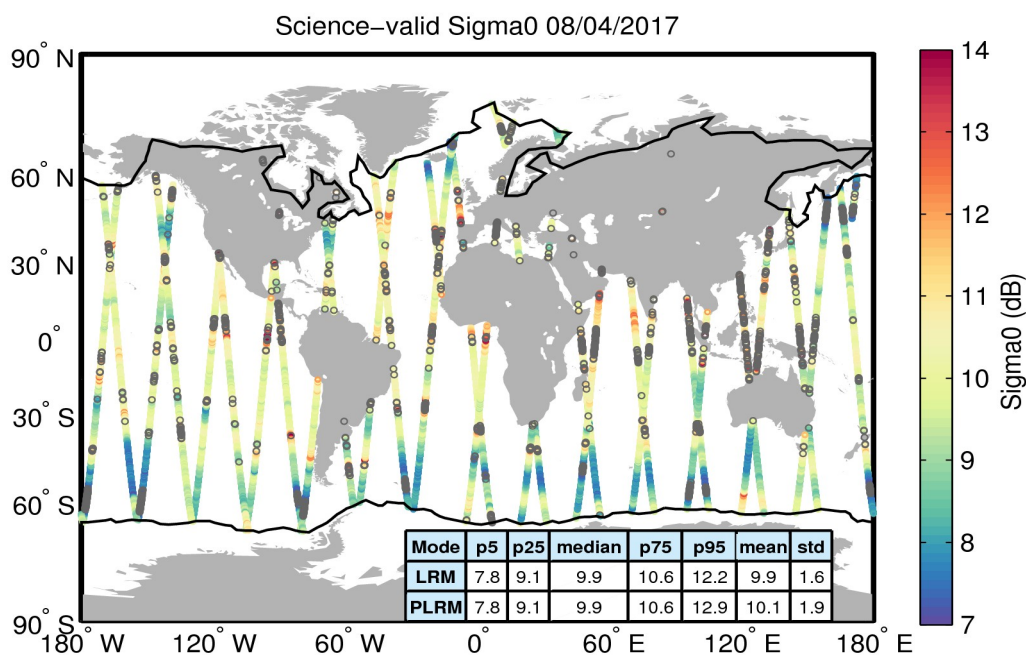 Science−valid Sigma0 08/04/2017
90° N
60° N
30° N
0°
30° S
60° S
90° S
180° W
120° W
60° W
0°
60° E
120° E
180° E
14
13
12
11
10
9
8
7
Sigma0 (dB)
Mode p5 p25 median p75 p95 mean std
LRM 7.8 9.1 9.9 10.6 12.2 9.9 1.6
PLRM 7.8 9.1 9.9 10.6 12.9 10.1 1.9